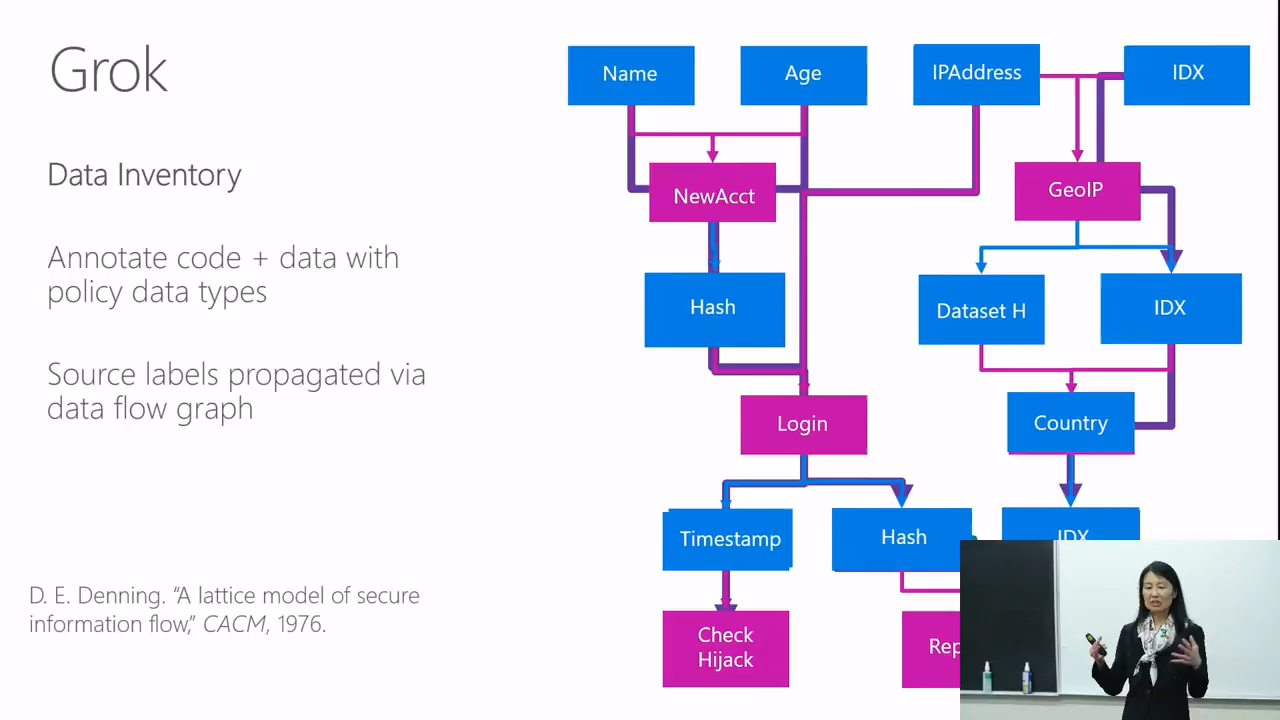 Grok
Data Inventory
Annotate code + data with
policy data types
Source labels propagated via
data flow graph
D. E. Denning. “A lattice model of secure
information flow,” CACM, 1976.
Name
Age
IPAddress
IDX
NewAcct
GeoIP
Hash
Dataset H
IDX
Login
Country
Timestamp
Hash
IDX
Check
Hijack